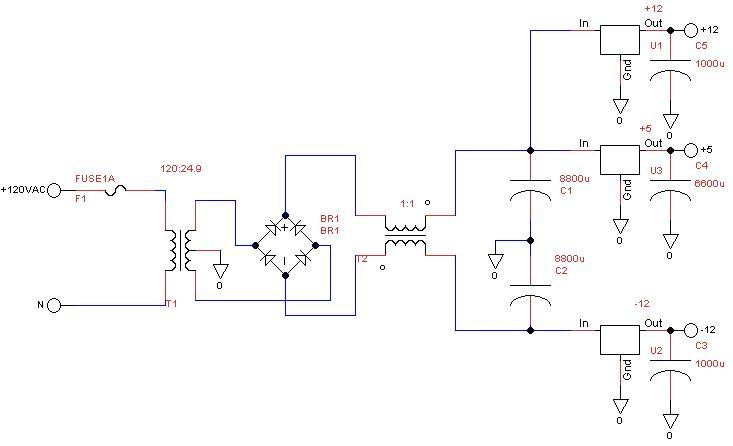 +12
In
Out
+12
U1
C5
Gnd
1000u
0
0
+5
In
Out
+5
U3
C4
Gnd
6600u
0
0
120:24.9
FUSE1A
+120VAC
F1
8800u
C1
1:1
BR1
BR1
+
T2
0
0
8800u
C2
N
T1
-12
In
Out
-12
U2
C3
Gnd
1000u
0
0